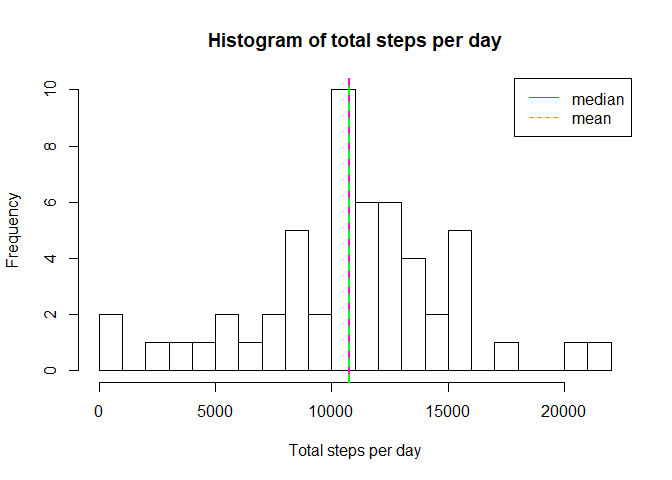 Histogram of total steps per day
median
mean
Frequency
10
8
6
4
2
0
0 5000 10000 15000 20000
Total steps per day